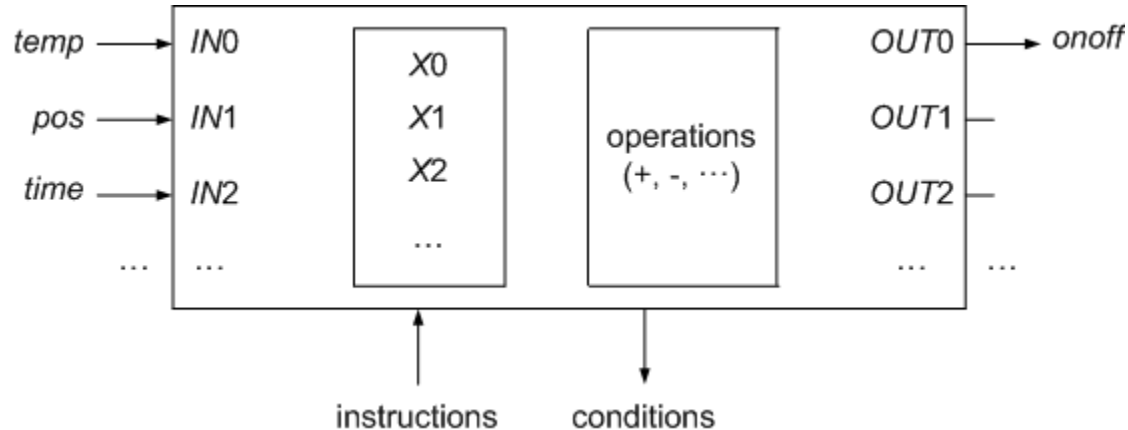 temp IN0 X0 OUT0 onoff
pos IN1 X1 operations OUT1
(+, -, ⋯)
time IN2 X2 OUT2
... ... ... ... ...
instructions conditions